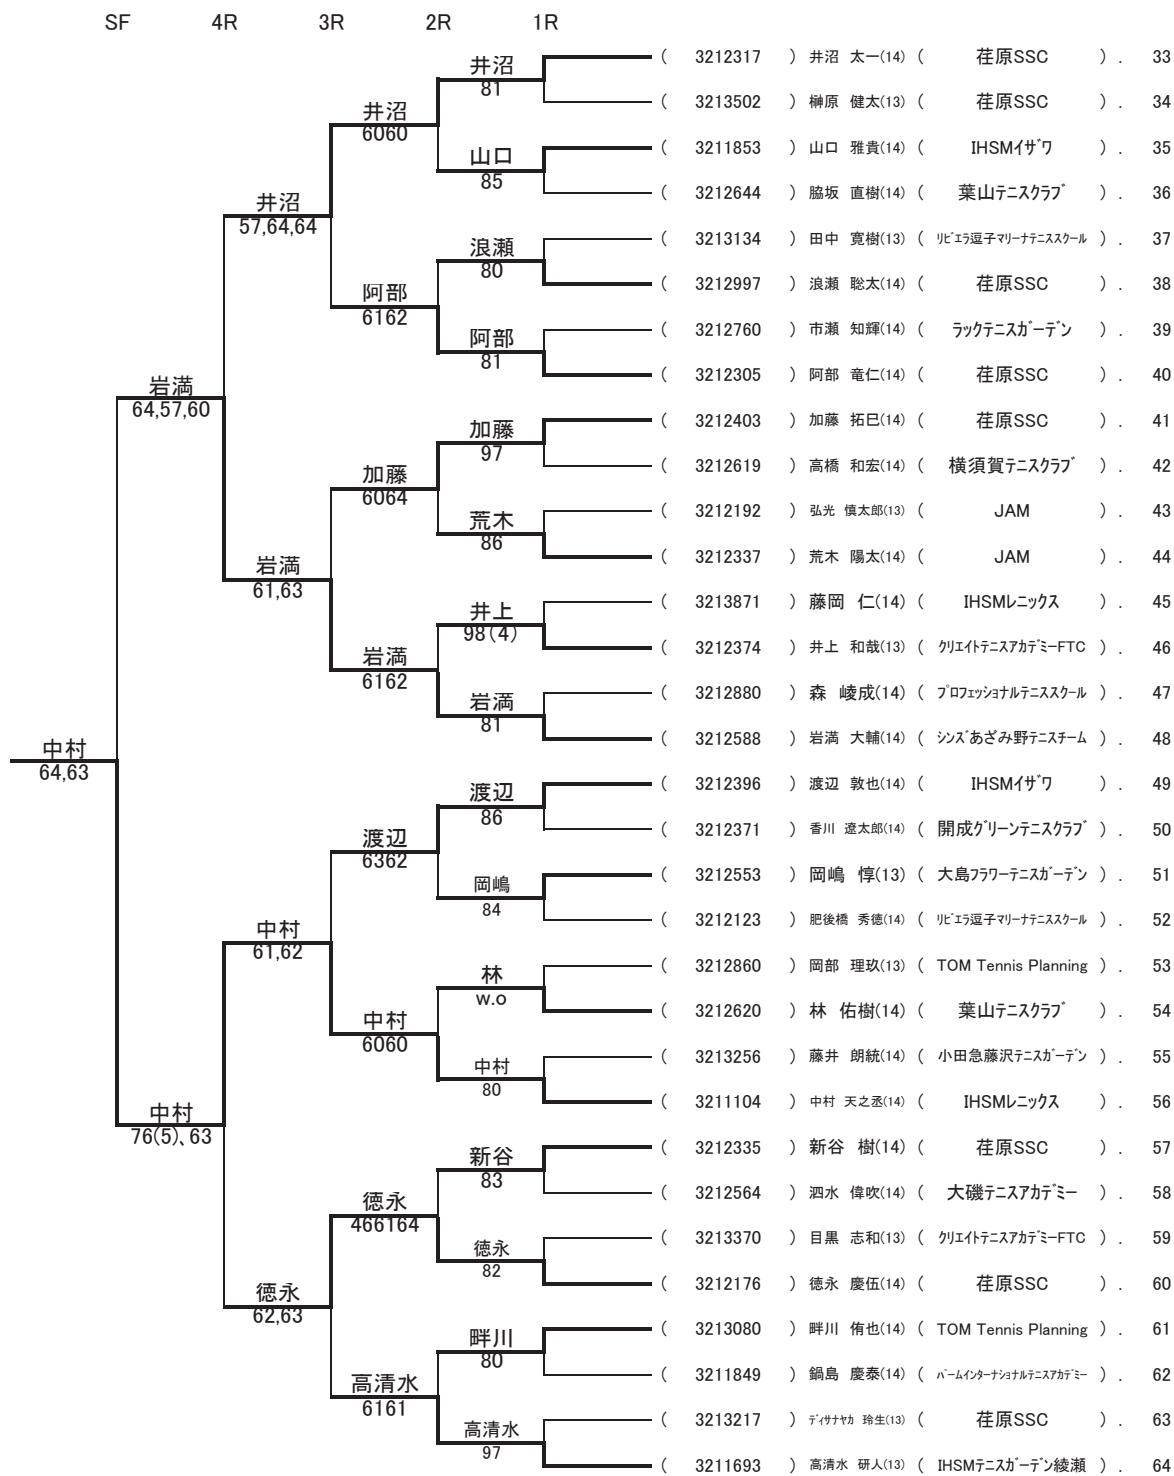 SF 4R 3R 2R 1R
( 3212317 ) 井沼 太一(14) ( 荏原SSC ) . 33
井沼
81
( 3213502 ) 榊原 健太(13) ( 荏原SSC ) . 34
井沼
6060
( 3211853 ) 山口 雅貴(14) ( IHSMイザワ ) . 35
山口
85
( 3212644 ) 脇坂 直樹(14) ( 葉山テニスクラブ ) . 36
井沼
57,64,64
( 3213134 ) 田中 寛樹(13) ( リビエラ逗子マリーナテニススクール ) . 37
浪瀬
80
( 3212997 ) 浪瀬 聡太(14) ( 荏原SSC ) . 38
阿部
6162
( 3212760 ) 市瀬 知輝(14) ( ラックテニスガーデン ) . 39
阿部
81
( 3212305 ) 阿部 竜仁(14) ( 荏原SSC ) . 40
岩満
64,57,60
( 3212403 ) 加藤 拓巳(14) ( 荏原SSC ) . 41
加藤
97
( 3212619 ) 高橋 和宏(14) ( 横須賀テニスクラブ ) . 42
加藤
6064
( 3212192 ) 弘光 慎太郎(13) ( JAM ) . 43
荒木
86
( 3212337 ) 荒木 陽太(14) ( JAM ) . 44
岩満
61,63
( 3213871 ) 藤岡 仁(14) ( IHSMレニックス ) . 45
井上
98(4)
( 3212374 ) 井上 和哉(13) ( クリエイトテニスアカデミーFTC ) . 46
岩満
6162
( 3212880 ) 森 崚成(14) ( プロフェッショナルテニススクール ) . 47
岩満
81
( 3212588 ) 岩満 大輔(14) ( シンズあざみ野テニスチーム ) . 48
中村
64,63
( 3212396 ) 渡辺 敦也(14) ( IHSMイザワ ) . 49
渡辺
86
( 3212371 ) 香川 遼太郎(14) ( 開成グリーンテニスクラブ ) . 50
渡辺
6362
( 3212553 ) 岡嶋 惇(13) ( 大島フラワーテニスガーデン ) . 51
岡嶋
84
( 3212123 ) 肥後橋 秀徳(14) ( リビエラ逗子マリーナテニススクール ) . 52
中村
61,62
( 3212860 ) 岡部 理玖(13) ( TOM Tennis Planning ) . 53
林
w.o
( 3212620 ) 林 佑樹(14) ( 葉山テニスクラブ ) . 54
中村
6060
( 3213256 ) 藤井 朗統(14) ( 小田急藤沢テニスガーデン ) . 55
中村
80
( 3211104 ) 中村 天之丞(14) ( IHSMレニックス ) . 56
中村
76(5)、63
( 3212335 ) 新谷 樹(14) ( 荏原SSC ) . 57
新谷
83
( 3212564 ) 泗水 偉吹(14) ( 大磯テニスアカデミー ) . 58
徳永
466164
( 3213370 ) 目黒 志和(13) ( クリエイトテニスアカデミーFTC ) . 59
徳永
82
( 3212176 ) 徳永 慶伍(14) ( 荏原SSC ) . 60
徳永
62,63
( 3213080 ) 畔川 侑也(14) ( TOM Tennis Planning ) . 61
畔川
80
( 3211849 ) 鍋島 慶泰(14) ( パームインターナショナルテニスアカデミー ) . 62
高清水
6161
( 3213217 ) ディサナヤカ 玲生(13) ( 荏原SSC ) . 63
高清水
97
( 3211693 ) 高清水 研人(13) ( IHSMテニスガーデン綾瀬 ) . 64